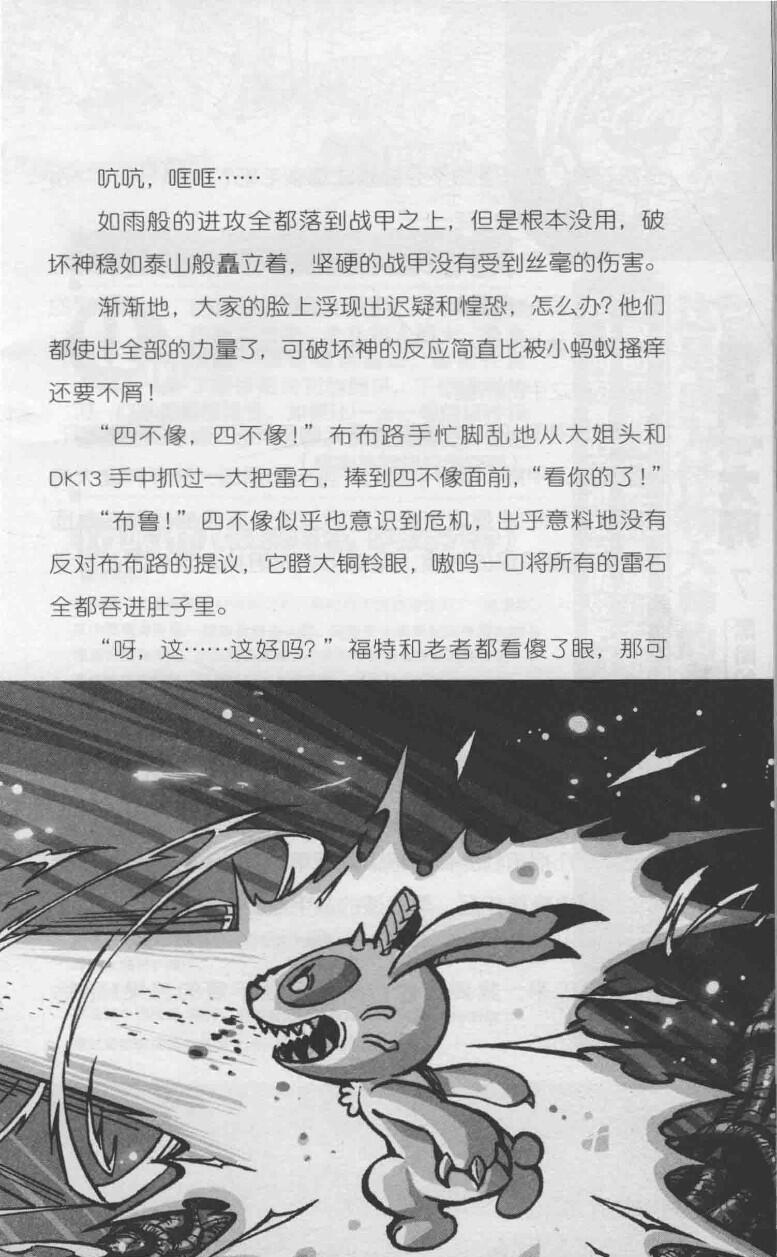 吭吭，哐哐……
如雨般的进攻全都落到战甲之上，但是根本没用，破
坏神稳如泰山般矗立着，坚硬的战甲没有受到丝毫的伤害。
渐渐地，大家的脸上浮现出迟疑和惶恐，怎么办？他们
都使出全部的力量了，可破坏神的反应简直比被小蚂蚁搔痒
还要不屑！
“四不像，四不像！”布布路手忙脚乱地从大姐头和
DK13 手中抓过一大把雷石，捧到四不像面前，“看你的了！”
“布鲁！”四不像似乎也意识到危机，出乎意料地没有
反对布布路的提议，它瞪大铜铃眼，嗷呜一口将所有的雷石
全都吞进肚子里。
“呀，这……这好吗？”福特和老者都看傻了眼，那可